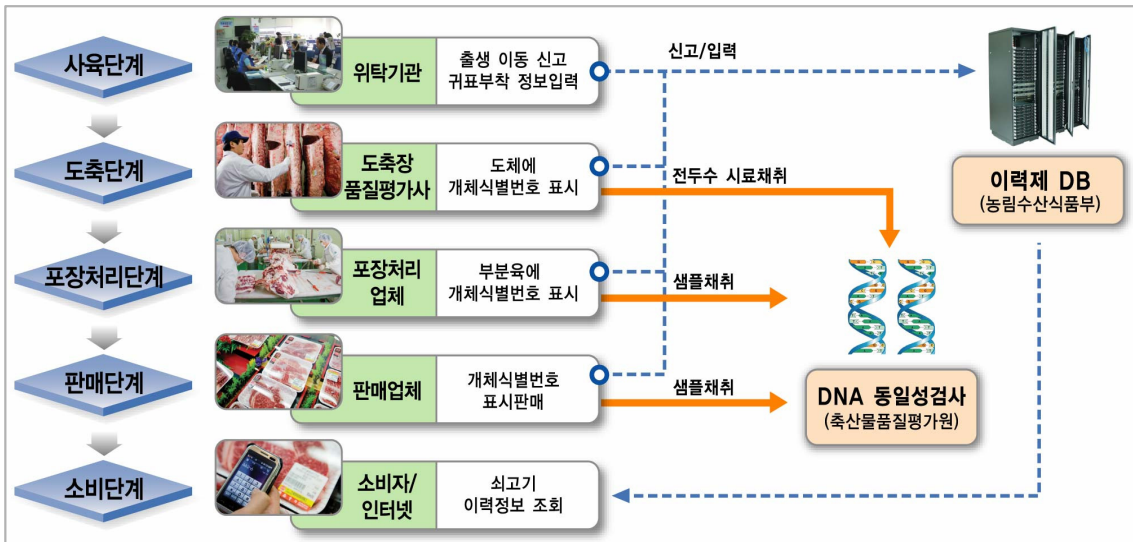 사육단계
위탁기관
출생 이동 신고
귀표부착 정보입력
신고/입력
도축단계
도축장
품질평가사
도체에
개체식별번호 표시
전두수 시료채취
이력제 DB
(농림수산식품부)
포장처리단계
포장처리
업체
부분육에
개체식별번호 표시
샘플채취
판매단계
판매업체
개체식별번호
표시판매
샘플채취
DNA 동일성검사
(축산물품질평가원)
소비단계
소비자/
인터넷
쇠고기
이력정보 조회